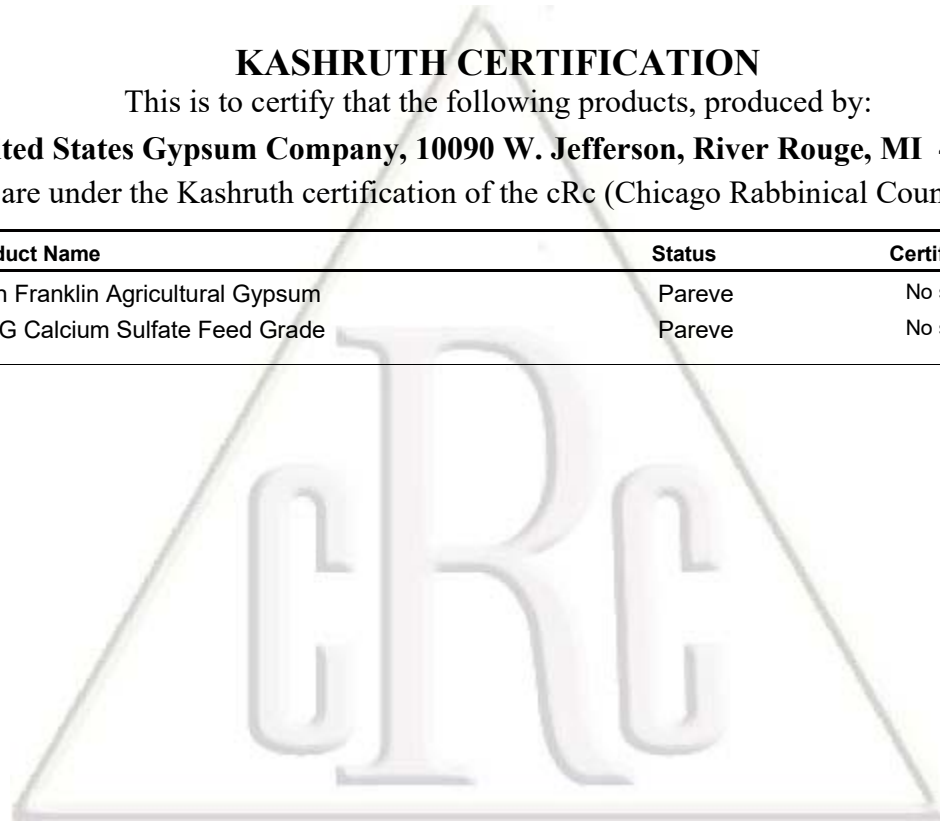 KASHRUTH CERTIFICATION
This is to certify that the following products, produced by:
ted States Gypsum Company, 10090 W. Jefferson, River Rouge, MI
are under the Kashruth certification of the cRc (Chicago Rabbinical Coun
duct Name Status Certif
n Franklin Agricultural Gypsum Pareve No
G Calcium Sulfate Feed Grade Pareve No
cRc